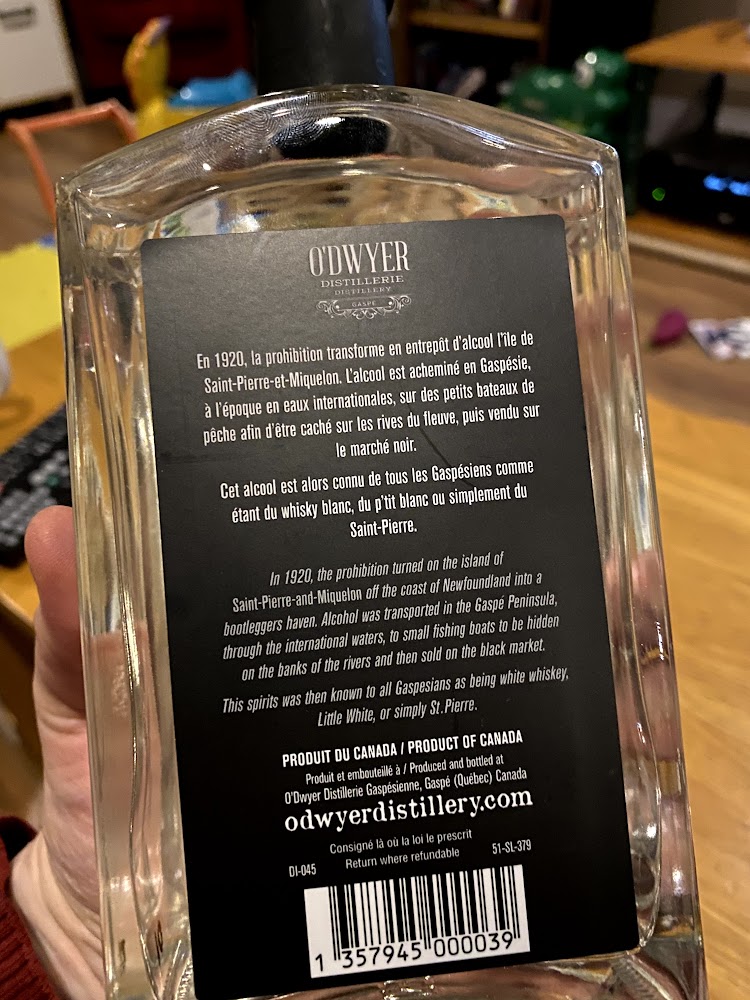 O'DWYER
DISTILLERIE
DISTILLERY
GASPÉ
En 1920, la prohibition transforme en entrepôt d'alcool l'île de
Saint-Pierre-et-Miquelon. L'alcool est acheminé en Gaspésie,
à l'époque en eaux internationales, sur des petits bateaux de
pêche afin d'être caché sur les rives du fleuve, puis vendu sur
le marché noir.
Cet alcool est alors connu de tous les Gaspésiens comme
étant du whisky blanc, du p'tit blanc ou simplement du
Saint-Pierre.
In 1920, the prohibition turned on the island of
Saint-Pierre-and-Miquelon off the coast of Newfoundland into a
bootleggers haven. Alcohol was transported in the Gaspé Peninsula,
through the international waters, to small fishing boats to be hidden
on the banks of the rivers and then sold on the black market.
This spirits was then known to all Gaspesians as being white whiskey,
Little White, or simply St.Pierre.
PRODUIT DU CANADA / PRODUCT OF CANADA
Produit et embouteillé à / Produced and bottled at
O'Dwyer Distillerie Gaspésienne, Gaspé (Québec) Canada
odwyerdistillery.com
Consigné là où la loi le prescrit
DI-045 Return where refundable 51-SL-379
1 357945 000039